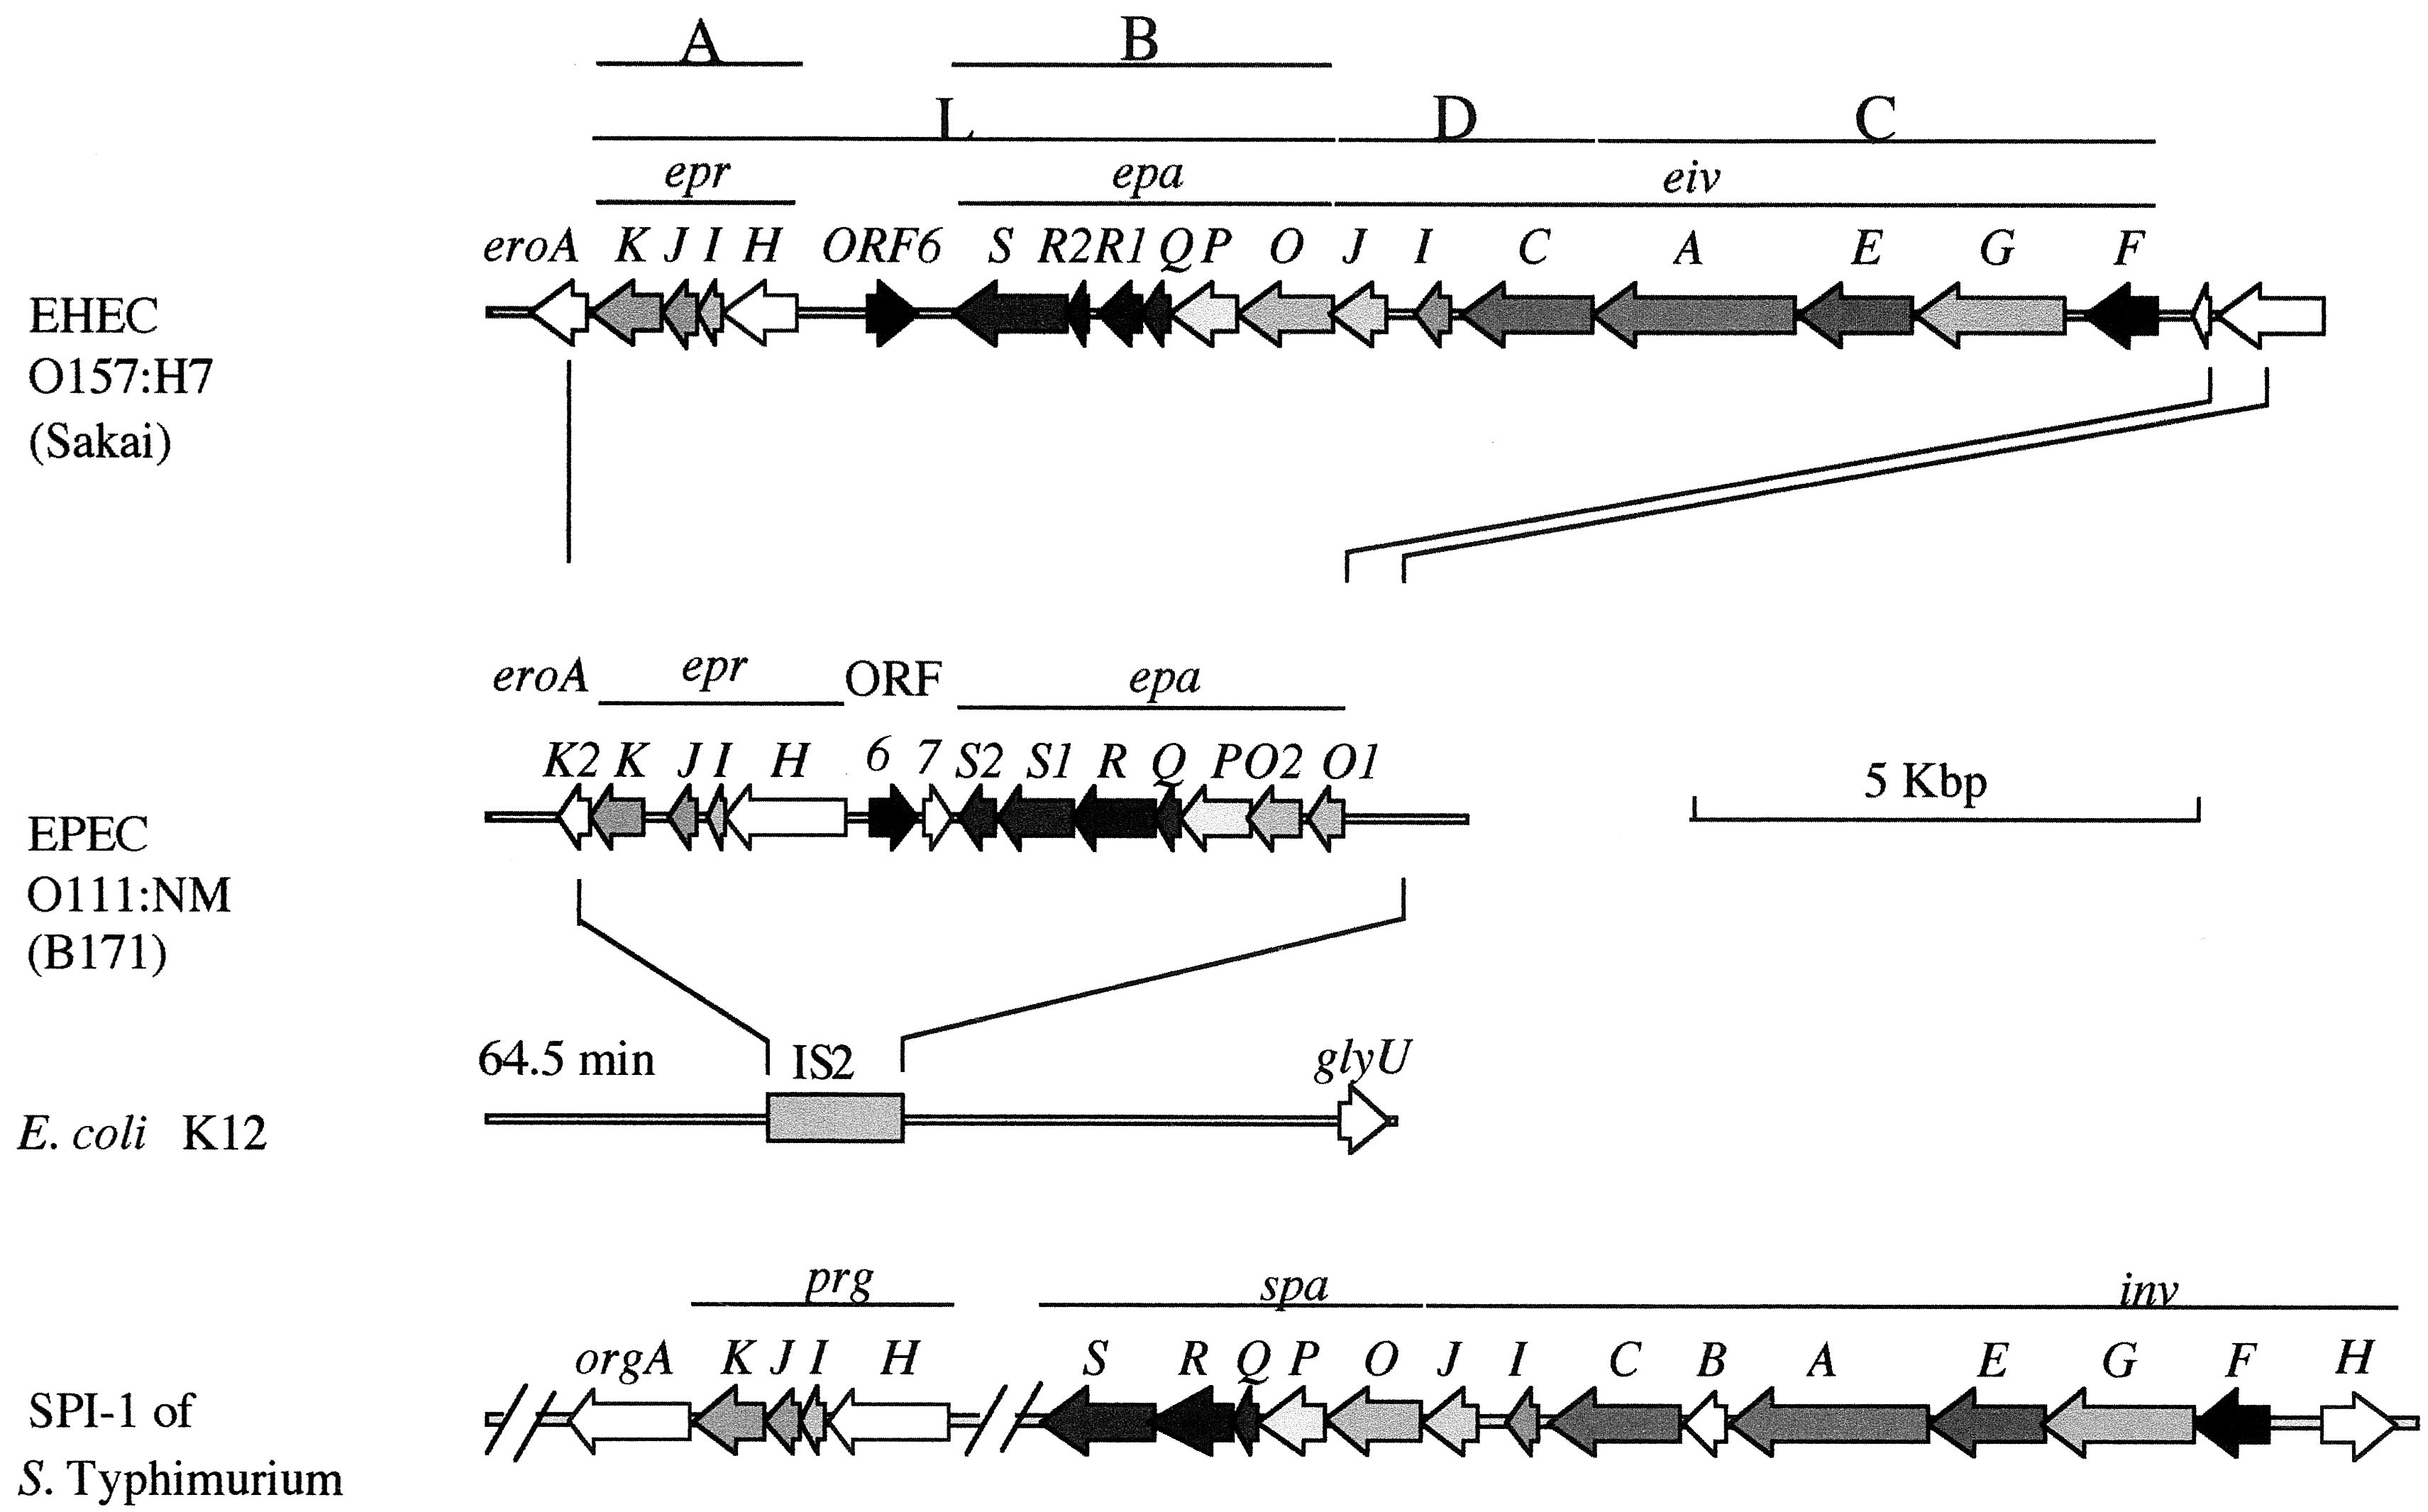 A B
L D C
epr epa eiv
eroA K J I H ORF6 S R2 R1 Q P O J I C A E G F
EHEC
O157:H7
(Sakai)
eroA epr ORF epa
K2 K J I H 6 7 S2 S1 R Q P O2 O1
5 Kbp
EPEC
O111:NM
(B171)
64.5 min IS2 glyU
E. coli K12
prg spa inv
orgA K J I H S R Q P O J I C B A E G F H
SPI-1 of
S. Typhimurium